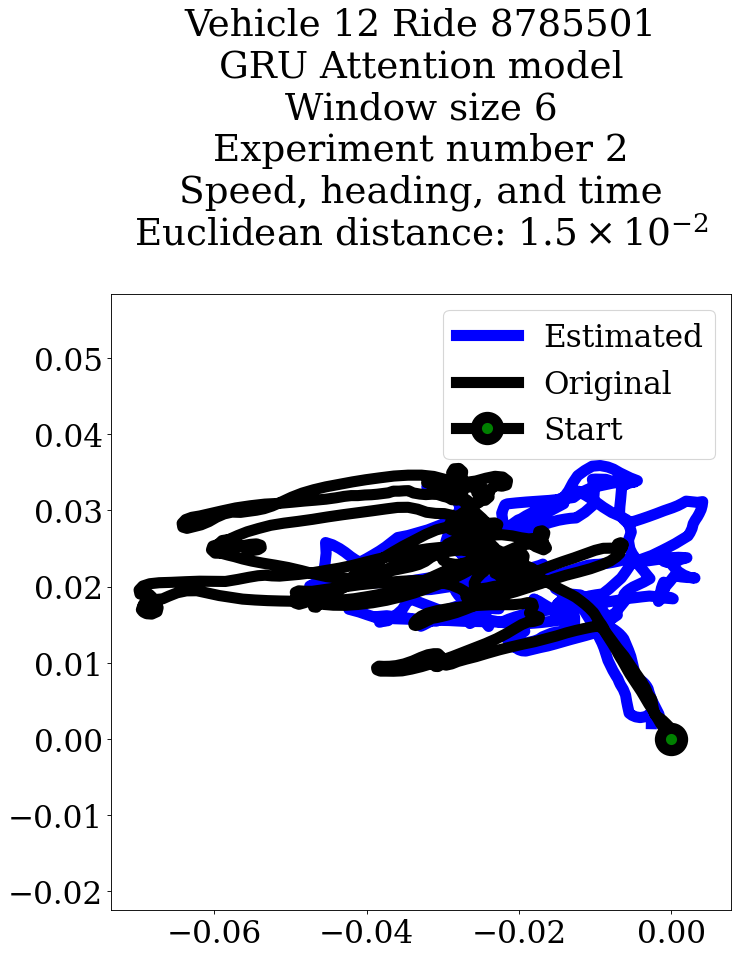 Vehicle 12 Ride 8785501
GRU Attention model
Window size 6
Experiment number 2
Speed, heading, and time
Euclidean distance: 1.5 × 10⁻²
Estimated
Original
Start
0.05
0.04
0.03
0.02
0.01
0.00
−0.01
−0.02
−0.06 −0.04 −0.02 0.00